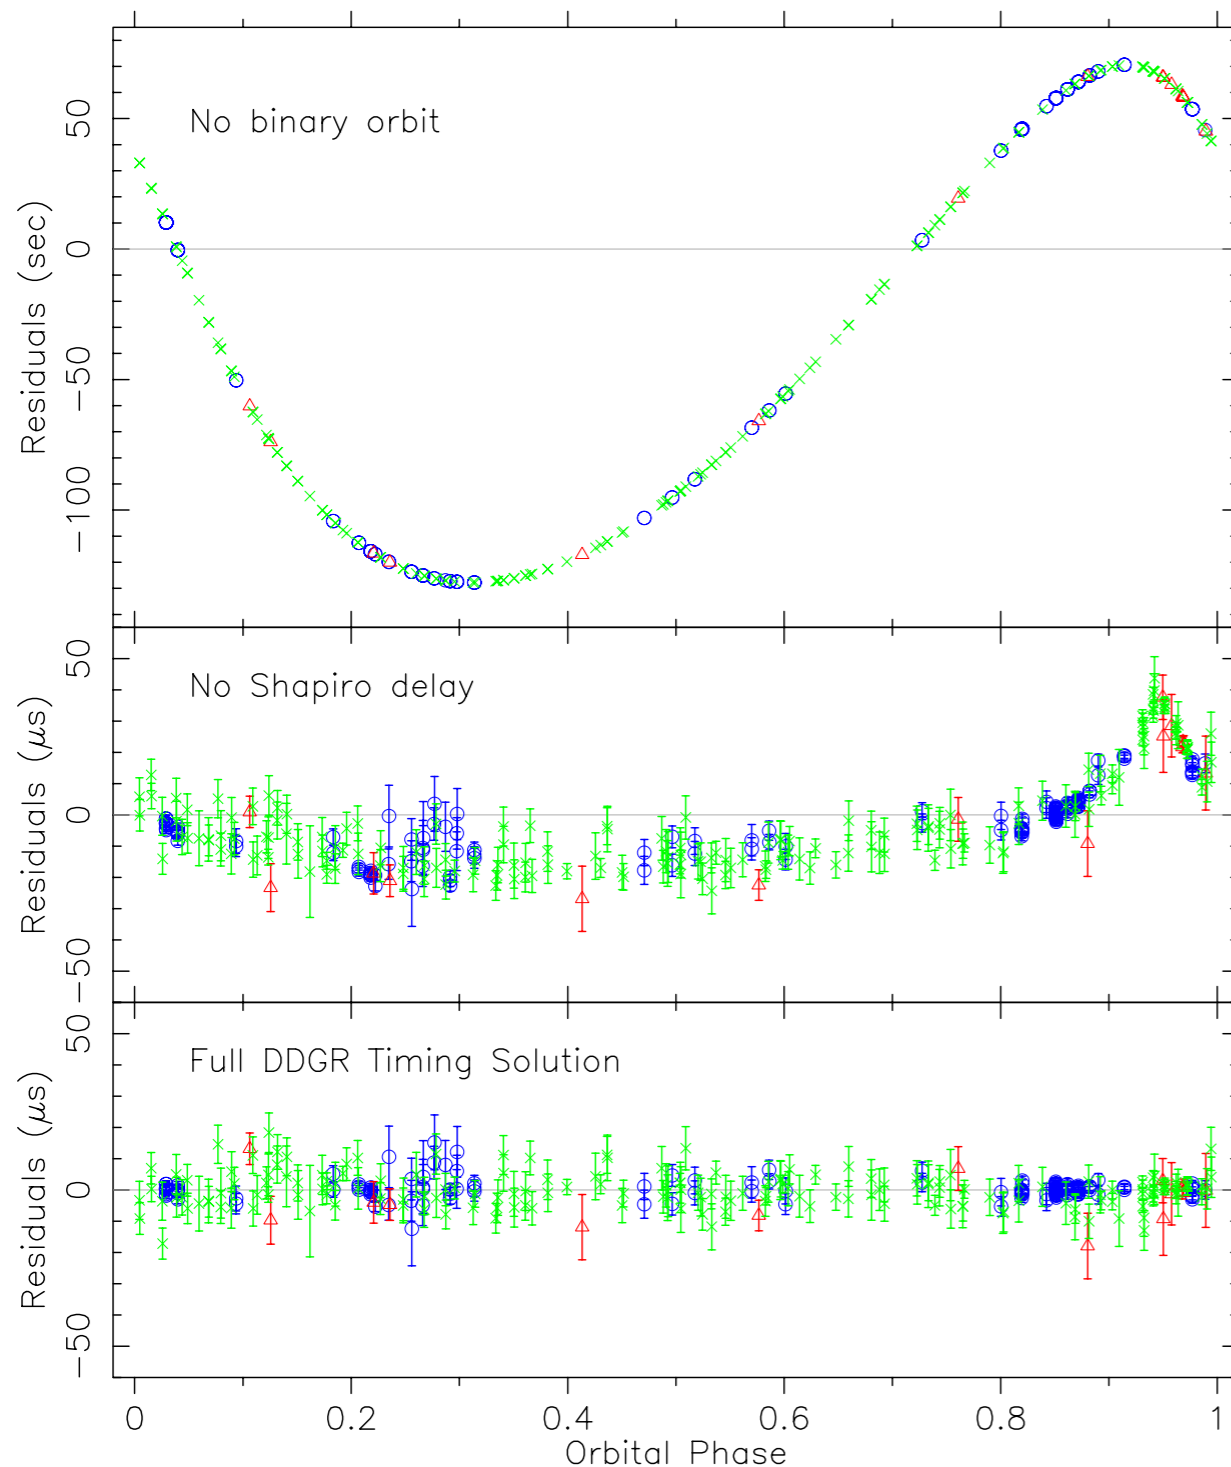 50
0
−50
−100
Residuals (sec)
No binary orbit
50
0
−50
Residuals (μs)
No Shapiro delay
50
0
−50
Residuals (μs)
Full DDGR Timing Solution
0 0.2 0.4 0.6 0.8 1
Orbital Phase